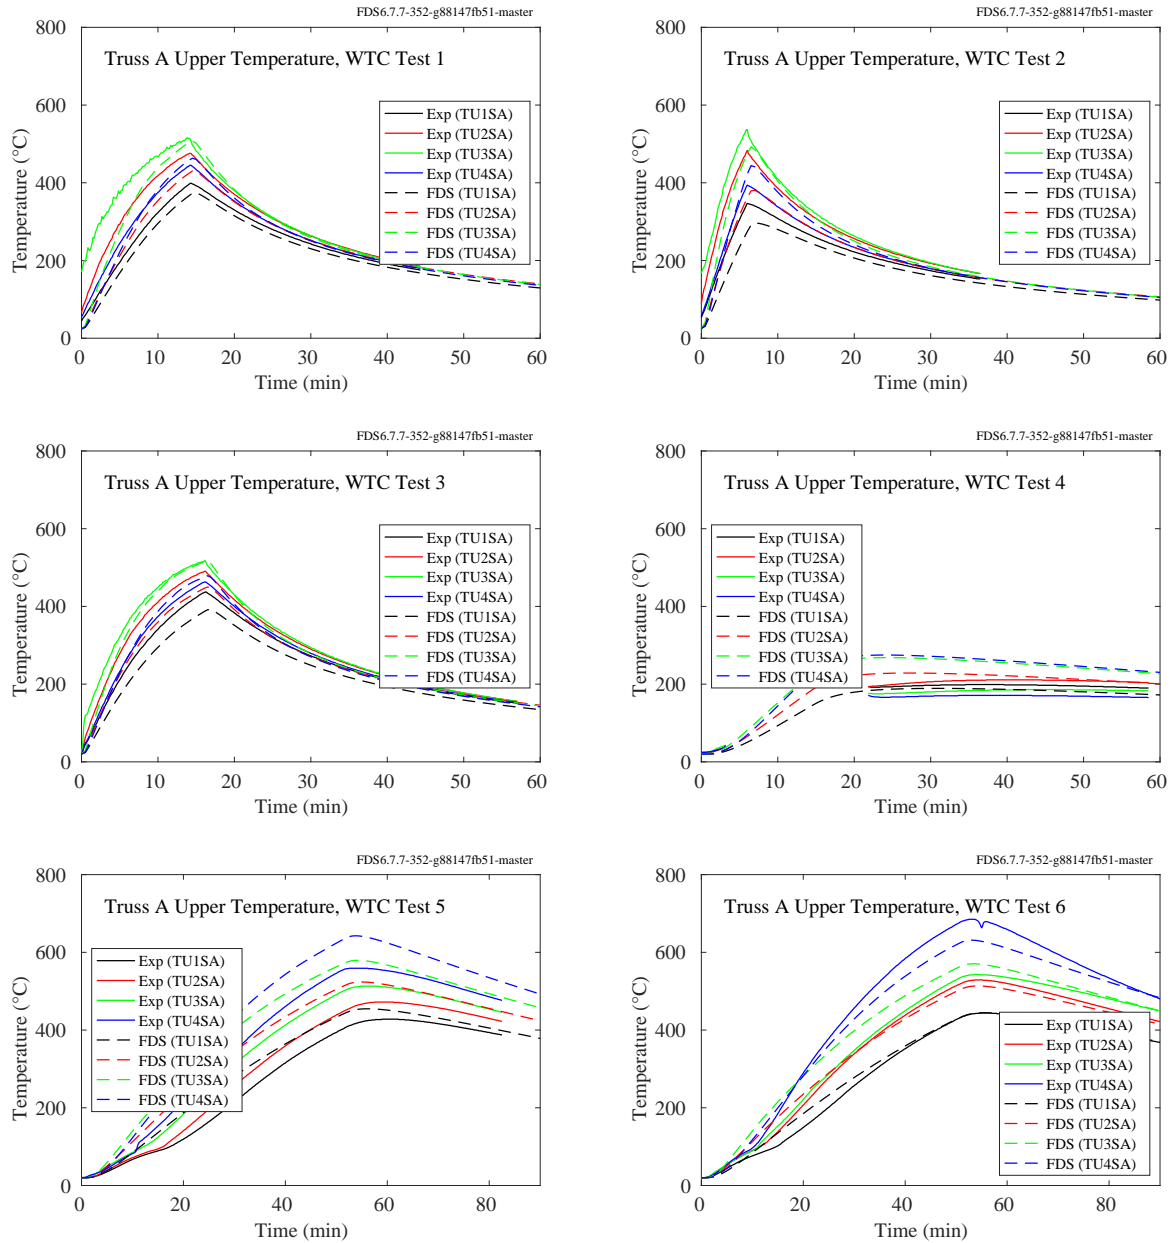 FDS6.7.7-352-g88147fb51-master
Truss A Upper Temperature, WTC Test 1
Temperature (°C)
800
600
400
200
0
Exp (TU1SA)
Exp (TU2SA)
Exp (TU3SA)
Exp (TU4SA)
FDS (TU1SA)
FDS (TU2SA)
FDS (TU3SA)
FDS (TU4SA)
0 10 20 30 40 50 60
Time (min)
FDS6.7.7-352-g88147fb51-master
Truss A Upper Temperature, WTC Test 2
Temperature (°C)
800
600
400
200
0
Exp (TU1SA)
Exp (TU2SA)
Exp (TU3SA)
Exp (TU4SA)
FDS (TU1SA)
FDS (TU2SA)
FDS (TU3SA)
FDS (TU4SA)
0 10 20 30 40 50 60
Time (min)
FDS6.7.7-352-g88147fb51-master
Truss A Upper Temperature, WTC Test 3
Temperature (°C)
800
600
400
200
0
Exp (TU1SA)
Exp (TU2SA)
Exp (TU3SA)
Exp (TU4SA)
FDS (TU1SA)
FDS (TU2SA)
FDS (TU3SA)
FDS (TU4SA)
0 10 20 30 40 50 60
Time (min)
FDS6.7.7-352-g88147fb51-master
Truss A Upper Temperature, WTC Test 4
Temperature (°C)
800
600
400
200
0
Exp (TU1SA)
Exp (TU2SA)
Exp (TU3SA)
Exp (TU4SA)
FDS (TU1SA)
FDS (TU2SA)
FDS (TU3SA)
FDS (TU4SA)
0 10 20 30 40 50 60
Time (min)
FDS6.7.7-352-g88147fb51-master
Truss A Upper Temperature, WTC Test 5
Temperature (°C)
800
600
400
200
0
Exp (TU1SA)
Exp (TU2SA)
Exp (TU3SA)
Exp (TU4SA)
FDS (TU1SA)
FDS (TU2SA)
FDS (TU3SA)
FDS (TU4SA)
0 20 40 60 80
Time (min)
FDS6.7.7-352-g88147fb51-master
Truss A Upper Temperature, WTC Test 6
Temperature (°C)
800
600
400
200
0
Exp (TU1SA)
Exp (TU2SA)
Exp (TU3SA)
Exp (TU4SA)
FDS (TU1SA)
FDS (TU2SA)
FDS (TU3SA)
FDS (TU4SA)
0 20 40 60 80
Time (min)